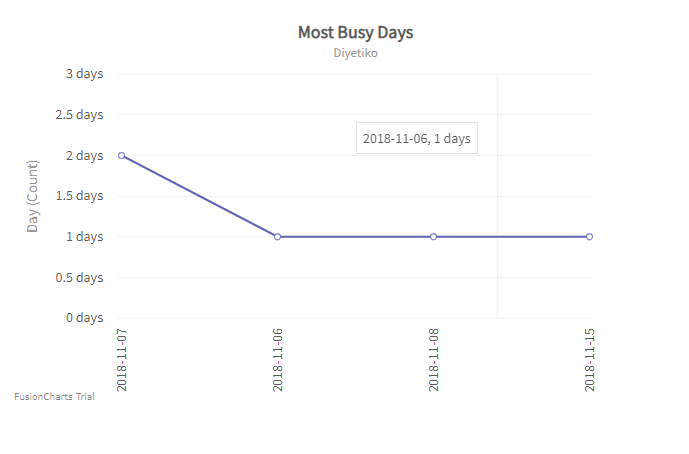 Most Busy Days
Diyetiko
3 days
2.5 days
2 days
1.5 days
1 days
0.5 days
0 days
Day (Count)
2018-11-06, 1 days
2018-11-07
2018-11-06
2018-11-08
2018-11-15
FusionCharts Trial